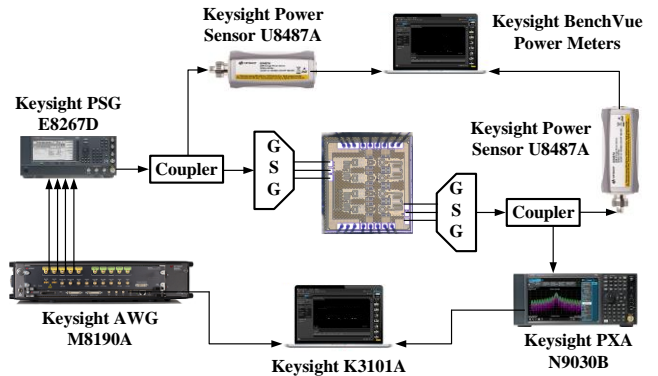 Keysight Power
Sensor U8487A
Keysight BenchVue
Power Meters
Keysight PSG
E8267D
Keysight Power
Sensor U8487A
Coupler
G
S
G
G
S
G
Coupler
Keysight AWG
M8190A
Keysight K3101A
Keysight PXA
N9030B